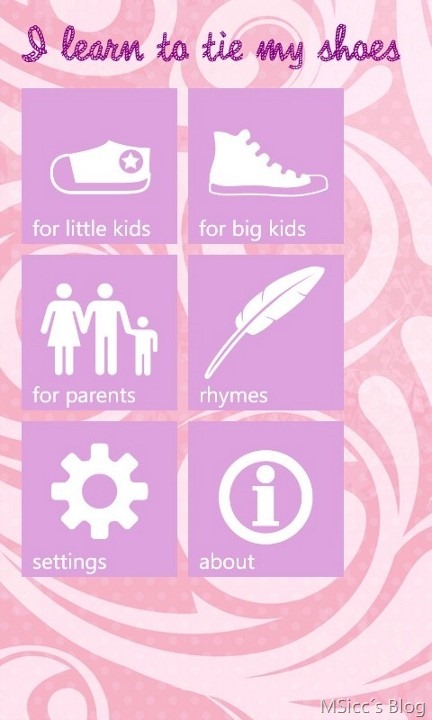 I learn to tie my shoes
for little kids
for big kids
for parents
rhymes
settings
about
MSicc´s Blog